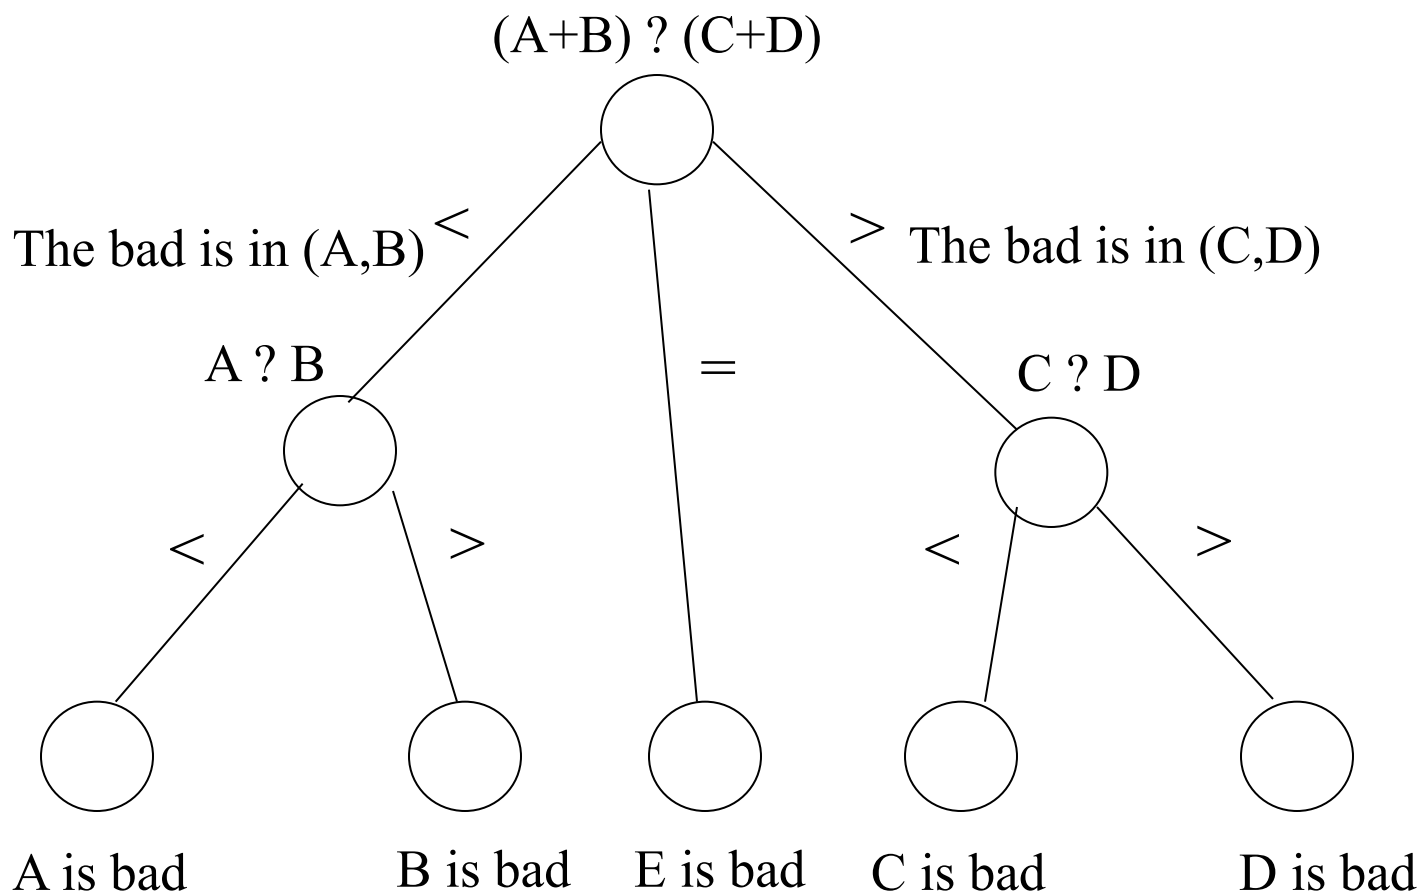 (A+B) ? (C+D)
<
The bad is in (A,B)
>
The bad is in (C,D)
A ? B
=
C ? D
<
>
<
>
A is bad
B is bad
E is bad
C is bad
D is bad